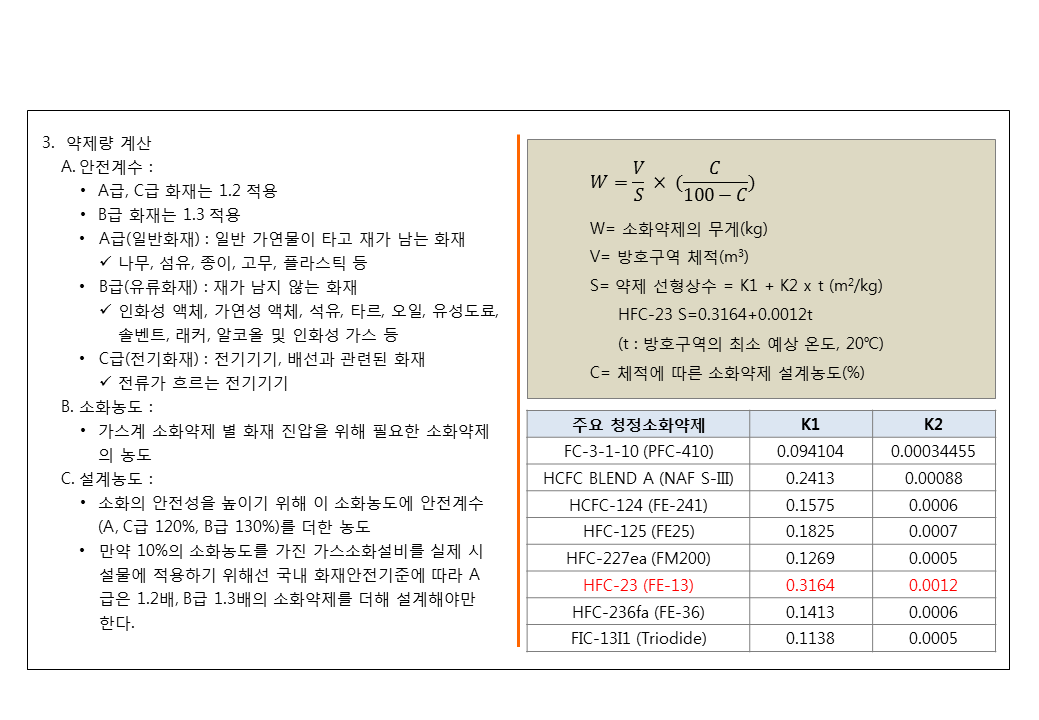 3. 약제량 계산
A. 안전계수 :
• A급, C급 화재는 1.2 적용
• B급 화재는 1.3 적용
• A급(일반화재) : 일반 가연물이 타고 재가 남는 화재
✓ 나무, 섬유, 종이, 고무, 플라스틱 등
• B급(유류화재) : 재가 남지 않는 화재
✓ 인화성 액체, 가연성 액체, 석유, 타르, 오일, 유성도료,
솔벤트, 래커, 알코올 및 인화성 가스 등
• C급(전기화재) : 전기기기, 배선과 관련된 화재
✓ 전류가 흐르는 전기기기
B. 소화농도 :
• 가스계 소화약제 별 화재 진압을 위해 필요한 소화약제
의 농도
C. 설계농도 :
• 소화의 안전성을 높이기 위해 이 소화농도에 안전계수
(A, C급 120%, B급 130%)를 더한 농도
• 만약 10%의 소화농도를 가진 가스소화설비를 실제 시
설물에 적용하기 위해선 국내 화재안전기준에 따라 A
급은 1.2배, B급 1.3배의 소화약제를 더해 설계해야만
한다.
W = V/S × (C/(100 − C))
W= 소화약제의 무게(kg)
V= 방호구역 체적(m³)
S= 약제 선형상수 = K1 + K2 x t (m²/kg)
HFC-23 S=0.3164+0.0012t
(t : 방호구역의 최소 예상 온도, 20℃)
C= 체적에 따른 소화약제 설계농도(%)
주요 청정소화약제 K1 K2
FC-3-1-10 (PFC-410) 0.094104 0.00034455
HCFC BLEND A (NAF S-Ⅲ) 0.2413 0.00088
HCFC-124 (FE-241) 0.1575 0.0006
HFC-125 (FE25) 0.1825 0.0007
HFC-227ea (FM200) 0.1269 0.0005
HFC-23 (FE-13) 0.3164 0.0012
HFC-236fa (FE-36) 0.1413 0.0006
FIC-13I1 (Triodide) 0.1138 0.0005